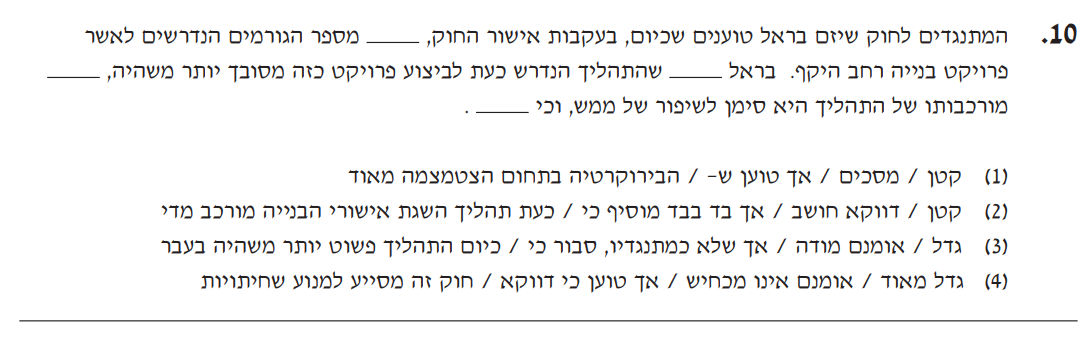 10. המתנגדים לחוק שיזם בראל טוענים שכיום, בעקבות אישור החוק, _____ מספר הגורמים הנדרשים לאשר
פרויקט בנייה רחב היקף. בראל _____ שהתהליך הנדרש כעת לביצוע פרויקט כזה מסובך יותר משהיה, _____
מורכבותו של התהליך היא סימן לשיפור של ממש, וכי _____ .
(1) קטן / מסכים / אך טוען ש- / הבירוקרטיה בתחום הצטמצמה מאוד
(2) קטן / דווקא חושב / אך בד בבד מוסיף כי / כעת תהליך השגת אישורי הבנייה מורכב מדי
(3) גדל / אומנם מודה / אך שלא כמתנגדיו, סבור כי / כיום התהליך פשוט יותר משהיה בעבר
(4) גדל מאוד / אומנם אינו מכחיש / אך טוען כי דווקא / חוק זה מסייע למנוע שחיתויות